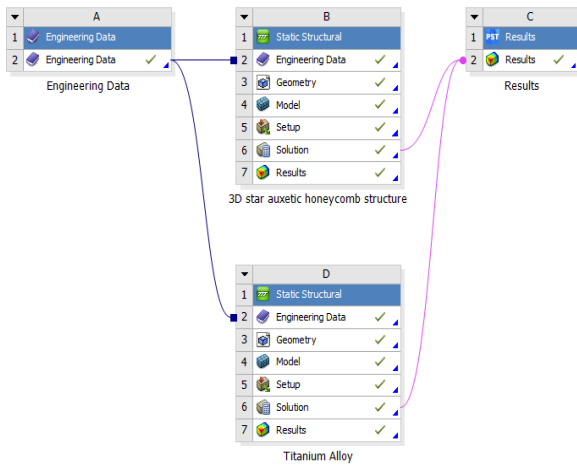 A
1 Engineering Data
2 Engineering Data
Engineering Data
B
1 Static Structural
2 Engineering Data
3 Geometry
4 Model
5 Setup
6 Solution
7 Results
3D star auxetic honeycomb structure
C
1 PST Results
2 Results
Results
D
1 Static Structural
2 Engineering Data
3 Geometry
4 Model
5 Setup
6 Solution
7 Results
Titanium Alloy